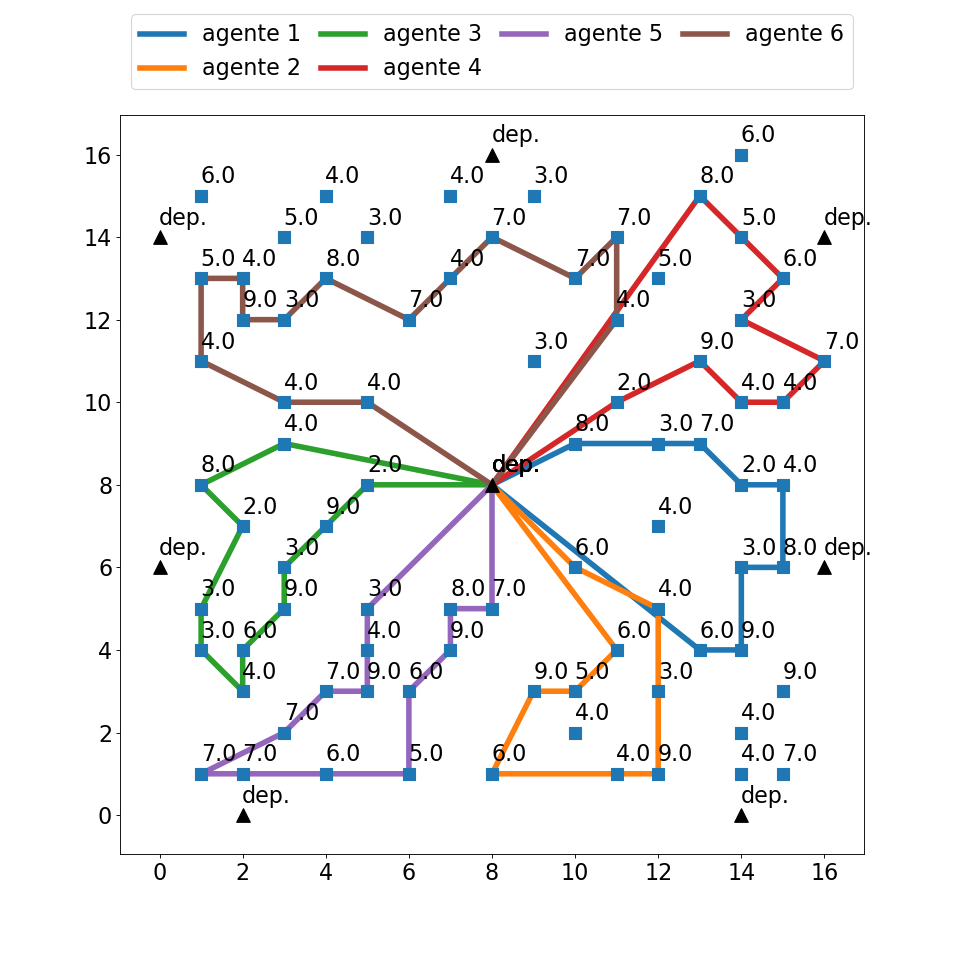 agente 1 agente 3 agente 5 agente 6
agente 2 agente 4
dep. 6.0
16
6.0 4.0 4.0 3.0 8.0
dep. 5.0 3.0 7.0 7.0 5.0 dep.
14
5.0 4.0 8.0 4.0 7.0 5.0 6.0
9.0 3.0 7.0 4.0 3.0
12
4.0 3.0 9.0 7.0
4.0 4.0 2.0 4.0 4.0
10
4.0 8.0 3.0 7.0
8.0 2.0 dep. dep. 2.0 4.0
8
2.0 9.0 4.0
dep. 3.0 6.0 3.0 8.0 dep.
6
3.0 9.0 3.0 8.0 7.0 4.0
3.0 6.0 4.0 9.0 6.0 6.0 9.0
4
4.0 7.0 9.0 6.0 9.0 5.0 3.0 9.0
7.0 4.0 4.0
2
7.0 7.0 6.0 5.0 6.0 4.0 9.0 4.0 7.0
dep. dep.
0
0 2 4 6 8 10 12 14 16